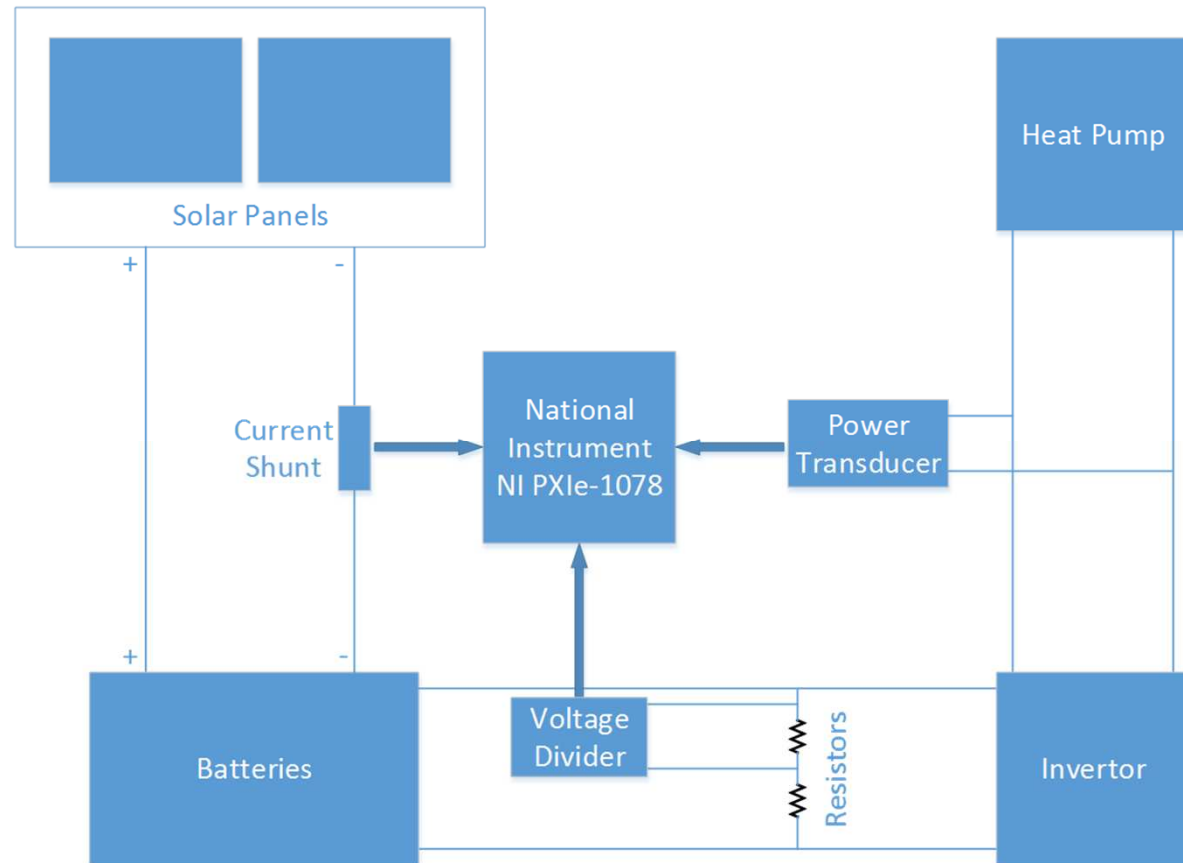 Solar Panels
Heat Pump
+
-
Current
Shunt
National
Instrument
NI PXIe-1078
Power
Transducer
+
-
Batteries
Voltage
Divider
Resistors
Invertor